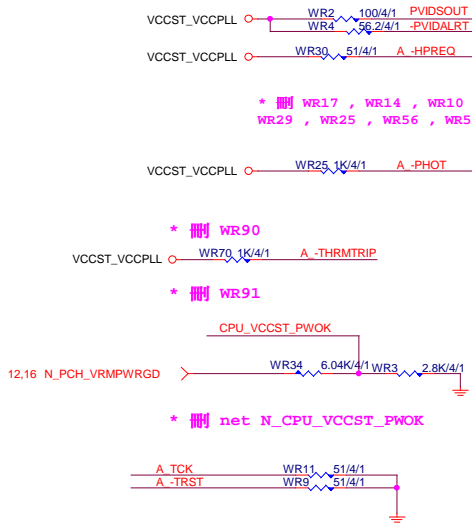 WR2 100/4/1 PVIDSOUT
VCCST_VCCPLL
WR4 56.2/4/1 -PVIDALRT
WR30 51/4/1 A_-HPREQ
VCCST_VCCPLL
* 刪 WR17 , WR14 , WR10
WR29 , WR25 , WR56 , WR5
WR25 1K/4/1 A_-PHOT
VCCST_VCCPLL
* 刪 WR90
WR70 1K/4/1 A_-THRMTRIP
VCCST_VCCPLL
* 刪 WR91
CPU_VCCST_PWOK
12,16 N_PCH_VRMPWRGD WR34 6.04K/4/1 WR3 2.8K/4/1
* 刪 net N_CPU_VCCST_PWOK
A_TCK WR11 51/4/1
A_-TRST WR9 51/4/1